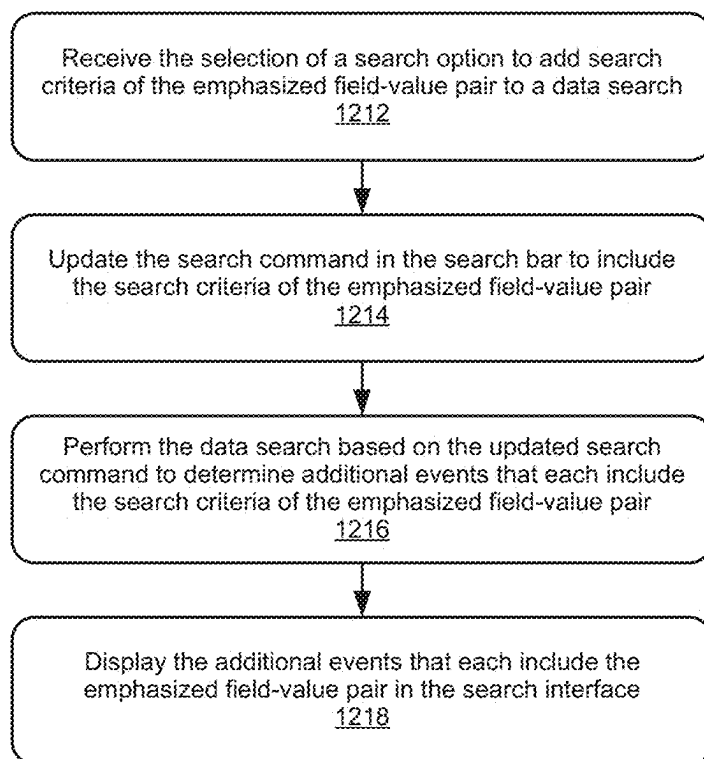 Receive the selection of a search option to add search
criteria of the emphasized field-value pair to a data search
1212
Update the search command in the search bar to include
the search criteria of the emphasized field-value pair
1214
Perform the data search based on the updated search
command to determine additional events that each include
the search criteria of the emphasized field-value pair
1216
Display the additional events that each include the
emphasized field-value pair in the search interface
1218